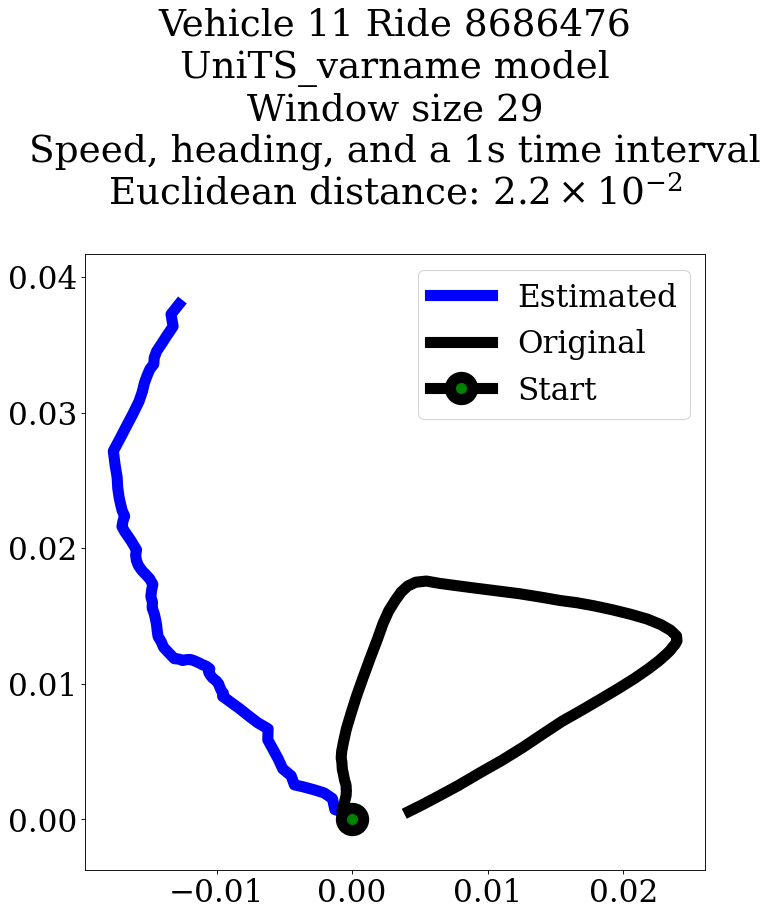 Vehicle 11 Ride 8686476
UniTS_varname model
Window size 29
Speed, heading, and a 1s time interval
Euclidean distance: 2.2 × 10⁻²
Estimated
Original
Start
0.04
0.03
0.02
0.01
0.00
−0.01 0.00 0.01 0.02